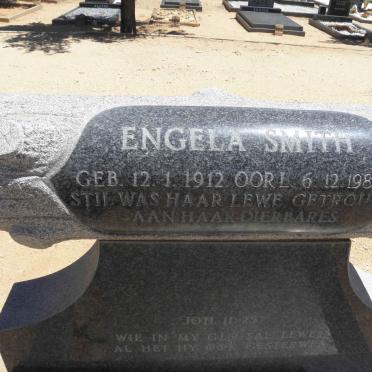 ENGELA SMITH
GEB. 12. 1. 1912 OORL. 6. 12. 198
STIL WAS HAAR LEWE GETROU
AAN HAAR DIERBARES
JOH. 11:25
WIE IN MY GLO SAL LEWE
AL HET HY OOK GESTERWE